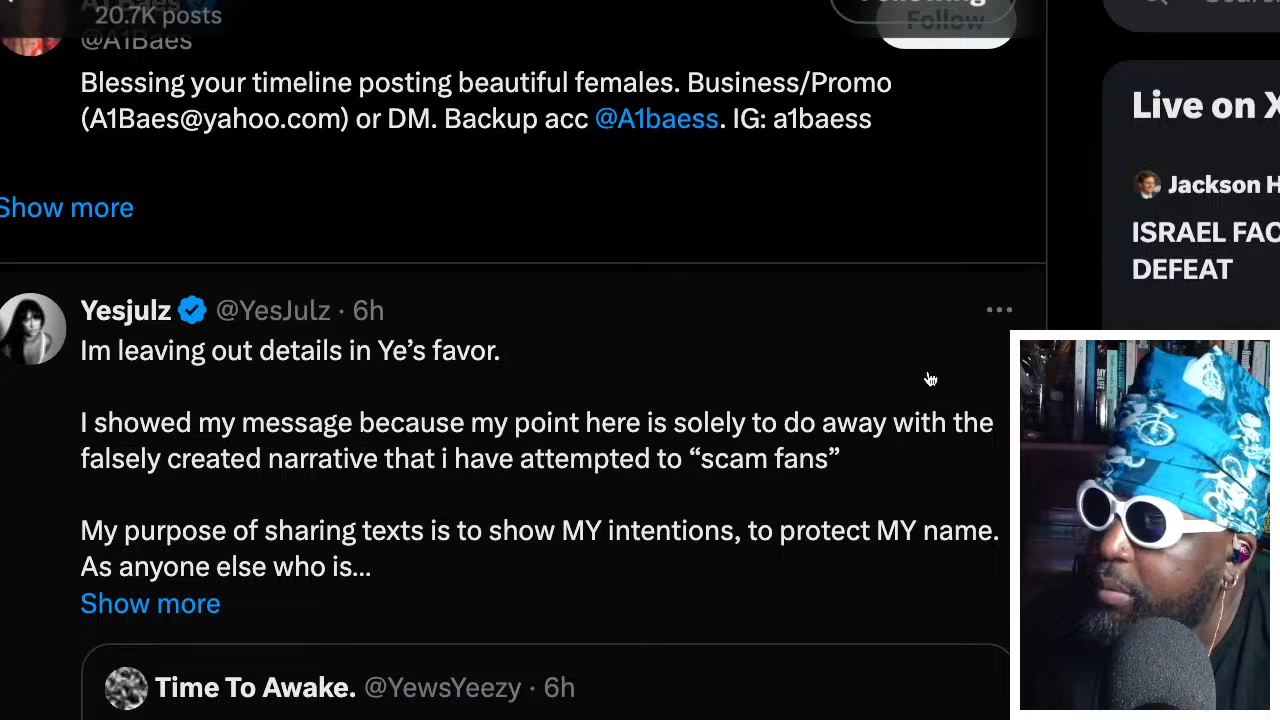 20.7K posts
@A1Baes
Follow
Blessing your timeline posting beautiful females. Business/Promo
(A1Baes@yahoo.com) or DM. Backup acc @A1baess. IG: a1baess
Show more
Live on X
Jackson H
ISRAEL FAC
DEFEAT
Yesjulz @YesJulz · 6h
Im leaving out details in Ye’s favor.
I showed my message because my point here is solely to do away with the
falsely created narrative that i have attempted to “scam fans”
My purpose of sharing texts is to show MY intentions, to protect MY name.
As anyone else who is...
Show more
Time To Awake. @YewsYeezy · 6h